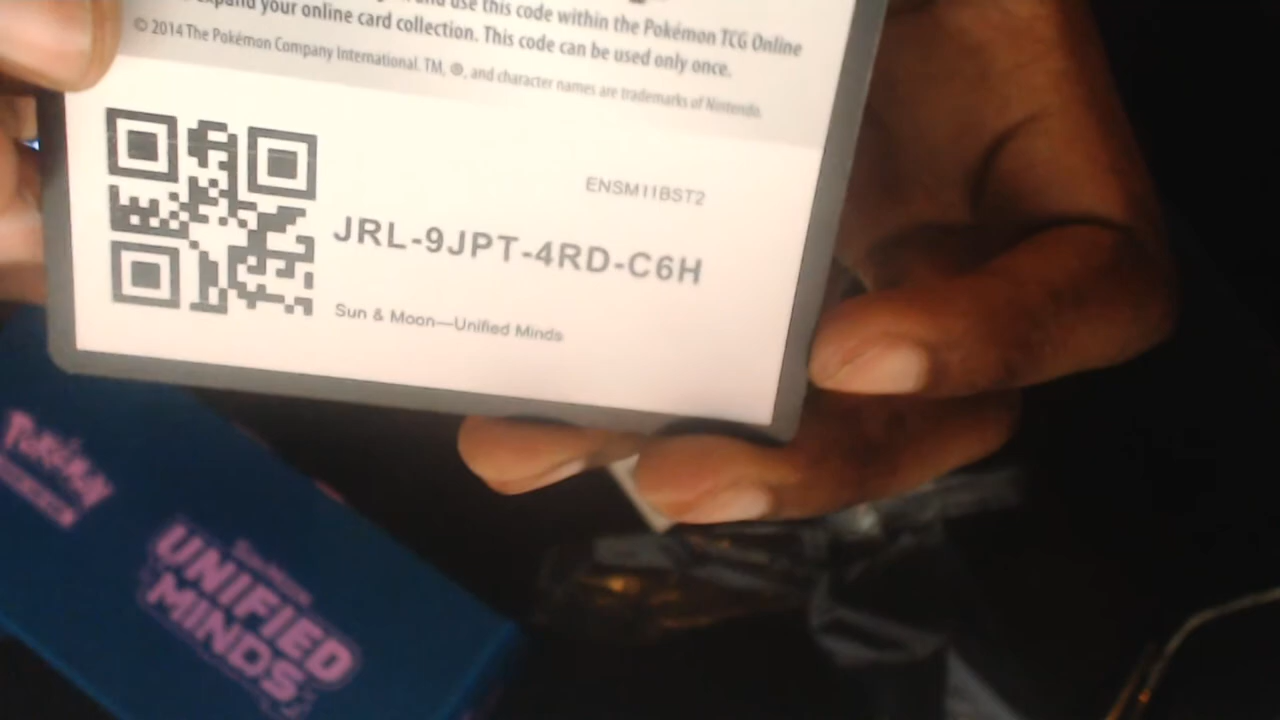 and use this code within the Pokémon TCG Online
expand your online card collection. This code can be used only once.
© 2014 The Pokémon Company International. TM, ®, and character names are trademarks of Nintendo.
ENSM11BST2
JRL-9JPT-4RD-C6H
Sun & Moon—Unified Minds
Pokémon
UNIFIED
MINDS